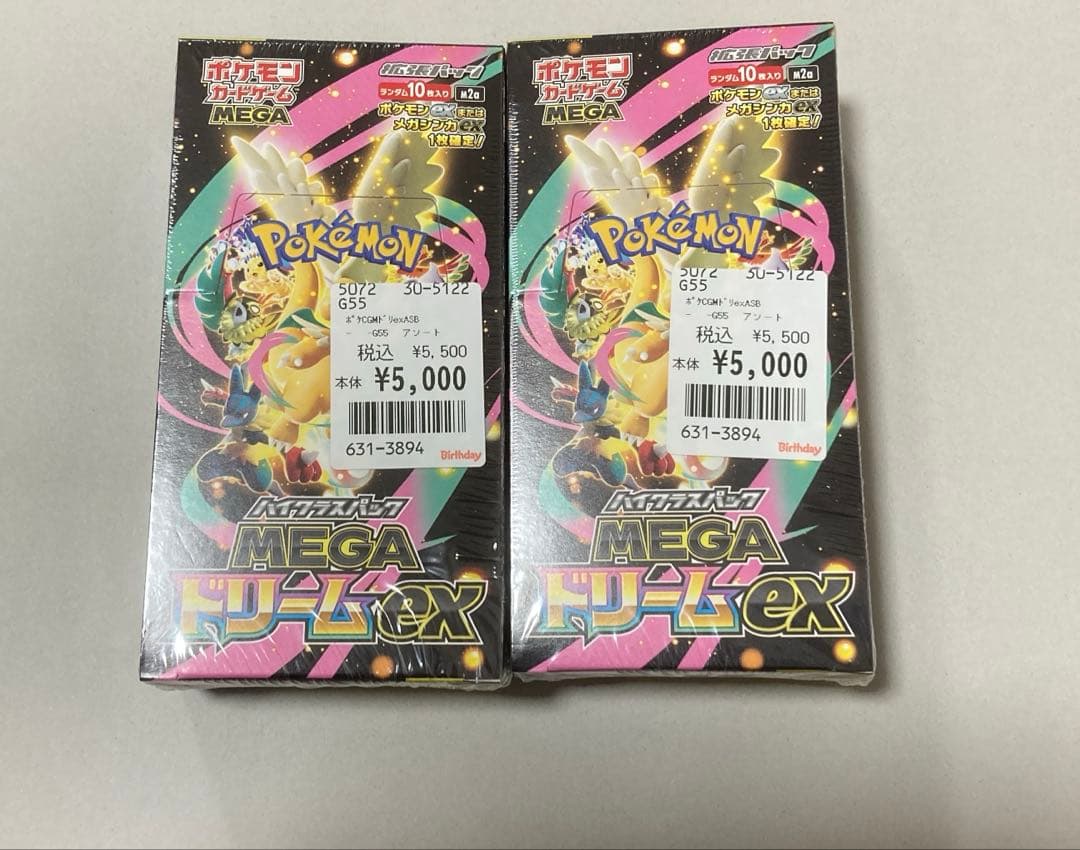 ポケモン
カードゲーム
MEGA
拡張パック
ランダム10枚入り
M2a
ポケモンexまたは
メガシンカex
1枚確定!
POKéMON
5072 30-5122
G55
ポケCGMドリexASB
- -G55 アソート
税込 ¥5,500
本体 ¥5,000
631-3894
Birthday
ハイクラスパック
MEGA
ドリームex
ポケモン
カードゲーム
MEGA
拡張パック
ランダム10枚入り
M2a
ポケモンexまたは
メガシンカex
1枚確定!
POKéMON
5072 30-5122
G55
ポケCGMドリexASB
- -G55 アソート
税込 ¥5,500
本体 ¥5,000
631-3894
Birthday
ハイクラスパック
MEGA
ドリームex